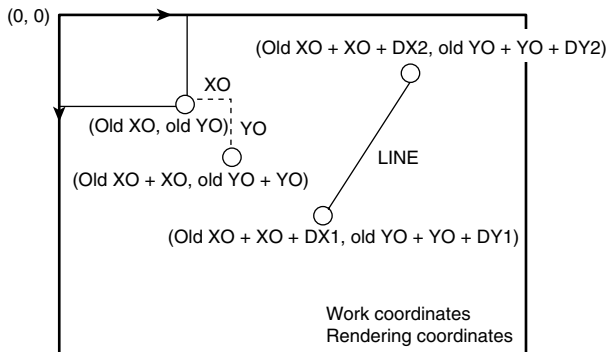 (0, 0)
(Old XO + XO + DX2, old YO + YO + DY2)
XO
(Old XO, old YO)
YO
LINE
(Old XO + XO, old YO + YO)
(Old XO + XO + DX1, old YO + YO + DY1)
Work coordinates
Rendering coordinates